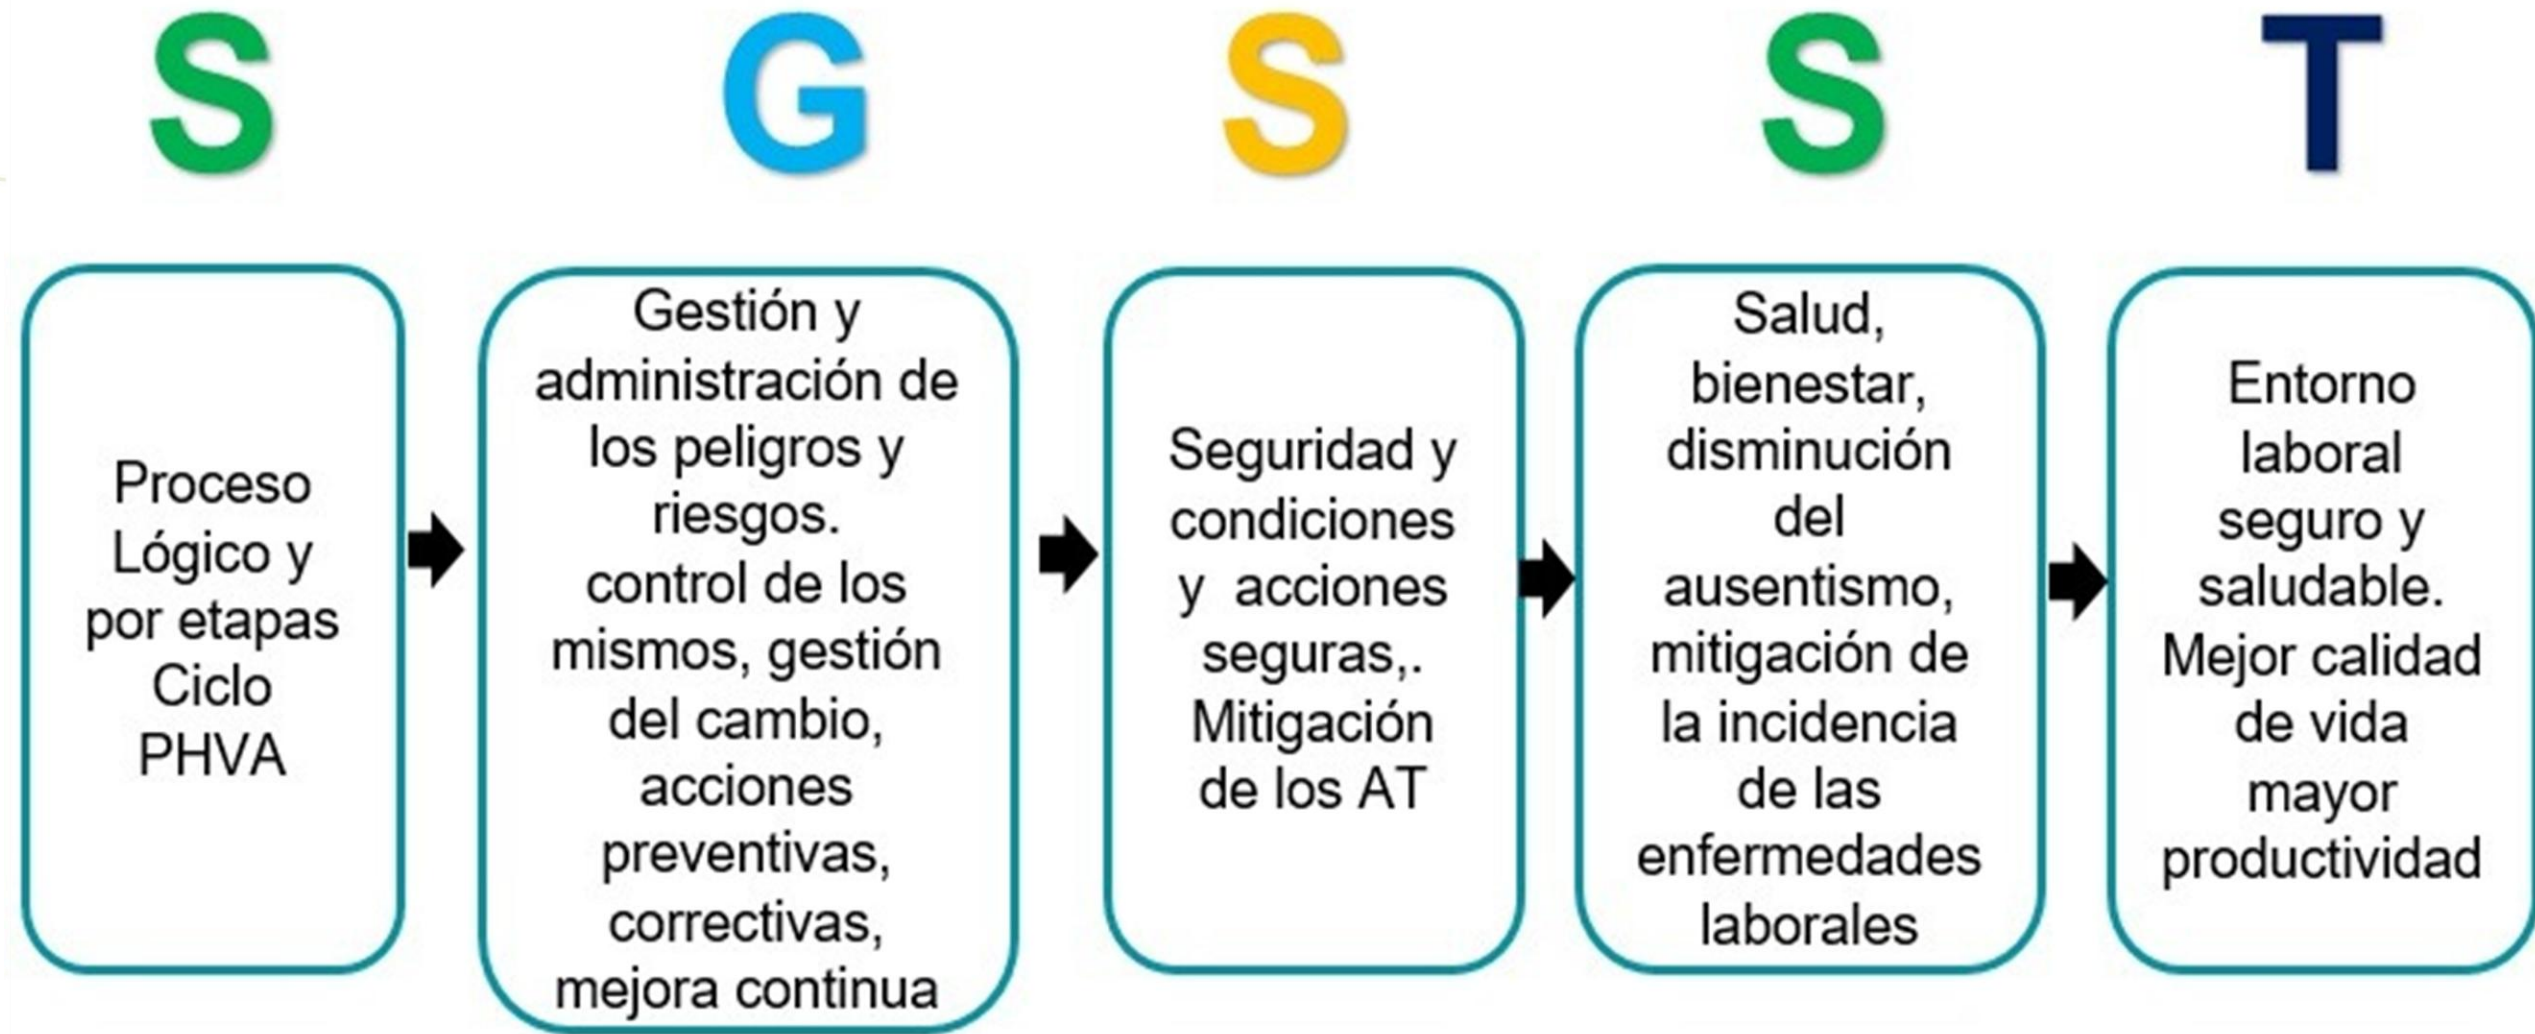 S
G
S
S
T
Proceso
Lógico y
por etapas
Ciclo
PHVA
Gestión y
administración de
los peligros y
riesgos.
control de los
mismos, gestión
del cambio,
acciones
preventivas,
correctivas,
mejora continua
Seguridad y
condiciones
y acciones
seguras,.
Mitigación
de los AT
Salud,
bienestar,
disminución
del
ausentismo,
mitigación de
la incidencia
de las
enfermedades
laborales
Entorno
laboral
seguro y
saludable.
Mejor calidad
de vida
mayor
productividad